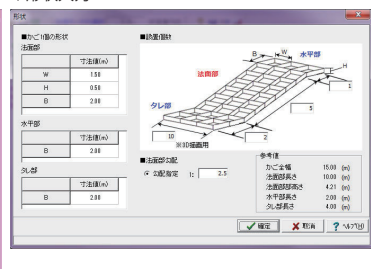 形状
■かご1個の形状
法面部
寸法値(m)
W 1.50
H 0.50
B 2.00
水平部
寸法値(m)
B 2.00
タレ部
寸法値(m)
B 2.00
■設置個数
B W 水平部
H
法面部
1
タレ部
5
10
2
※3D描画用
■法面部勾配
勾配指定 1: 2.5
参考値
かご全幅 15.00 (m)
法面部長さ 10.00 (m)
法面部部高さ 4.21 (m)
水平部長さ 2.00 (m)
タレ部長さ 4.00 (m)
確定 取消 ? ヘルプ(H)